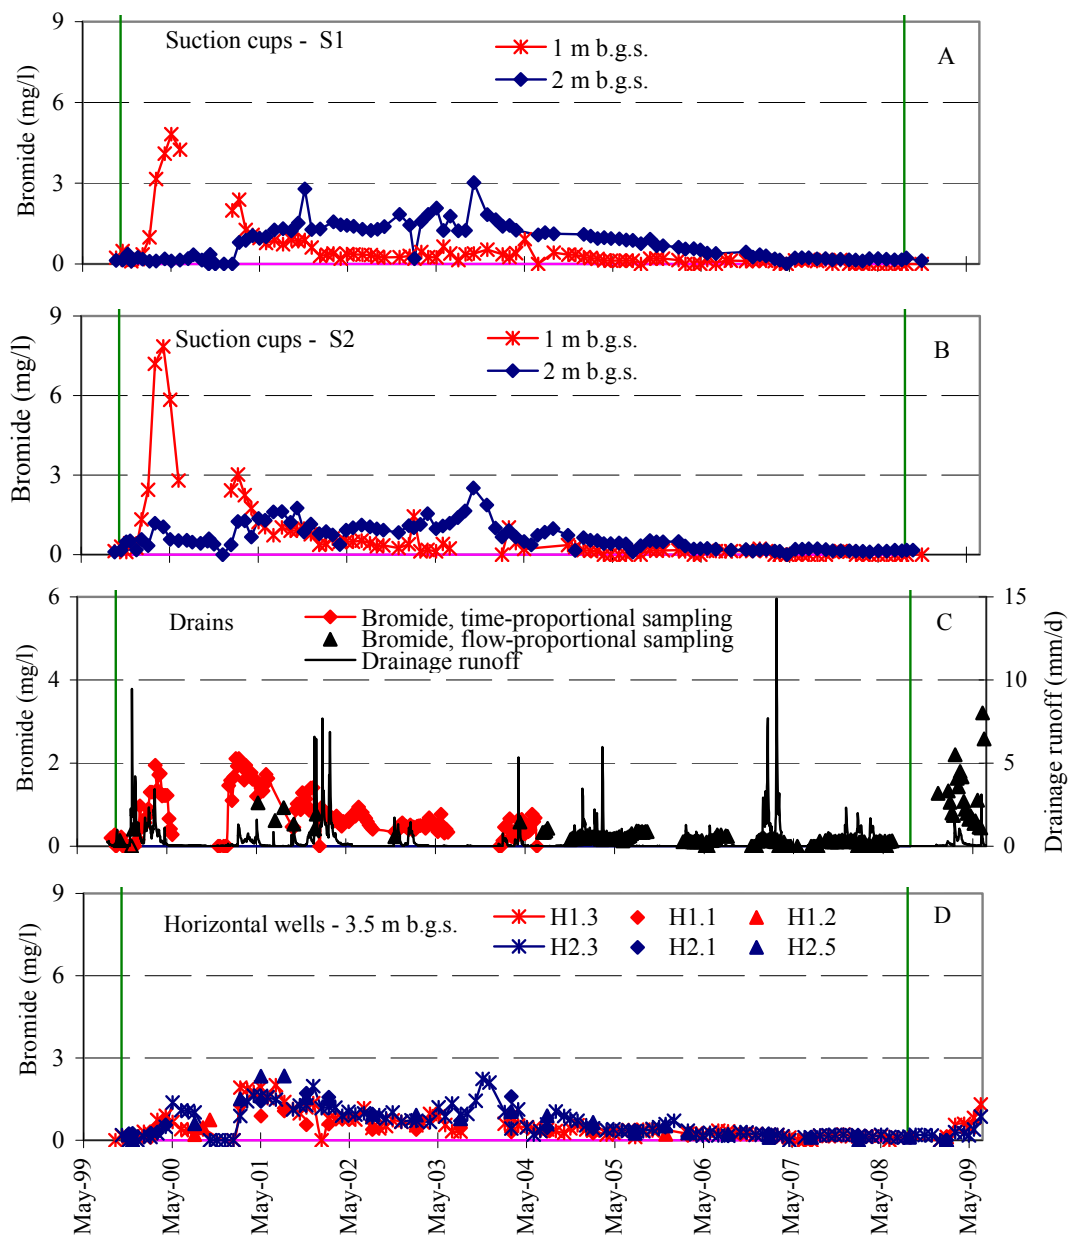 9
6
3
0
Bromide (mg/l)
Suction cups - S1
1 m b.g.s.
2 m b.g.s.
A
9
6
3
0
Bromide (mg/l)
Suction cups - S2
1 m b.g.s.
2 m b.g.s.
B
6
4
2
0
Bromide (mg/l)
Drains
Bromide, time-proportional sampling
Bromide, flow-proportional sampling
Drainage runoff
C
15
10
5
0
Drainage runoff (mm/d)
9
6
3
0
Bromide (mg/l)
Horizontal wells - 3.5 m b.g.s.
H1.3 H1.1 H1.2
H2.3 H2.1 H2.5
D
May-99 May-00 May-01 May-02 May-03 May-04 May-05 May-06 May-07 May-08 May-09